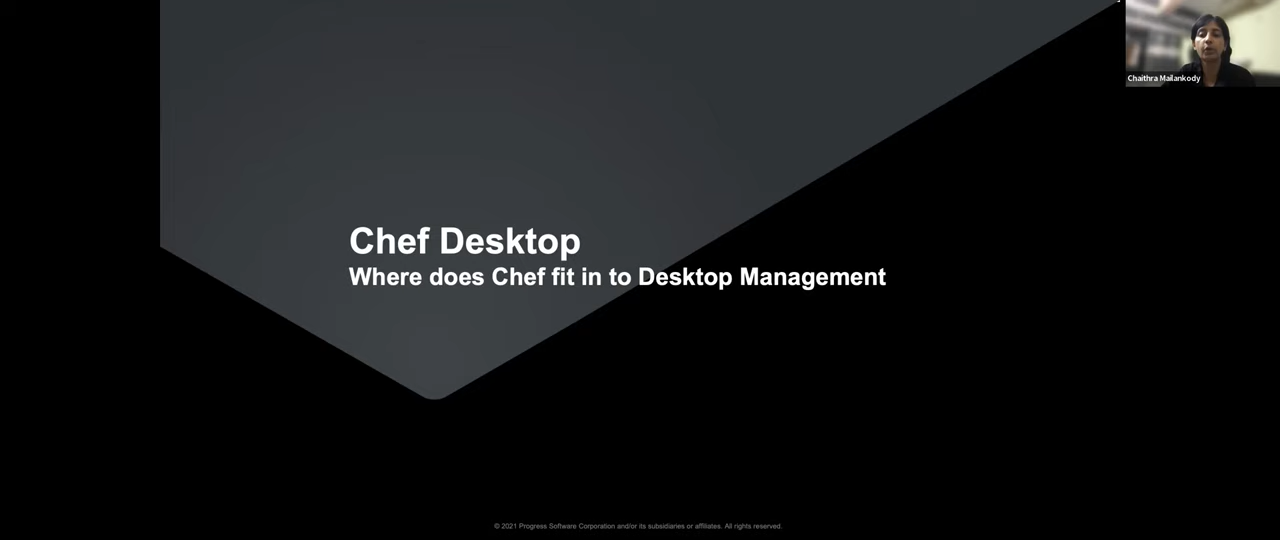 Chaithra Mailankody
Chef Desktop
Where does Chef fit in to Desktop Management
© 2021 Progress Software Corporation and/or its subsidiaries or affiliates. All rights reserved.